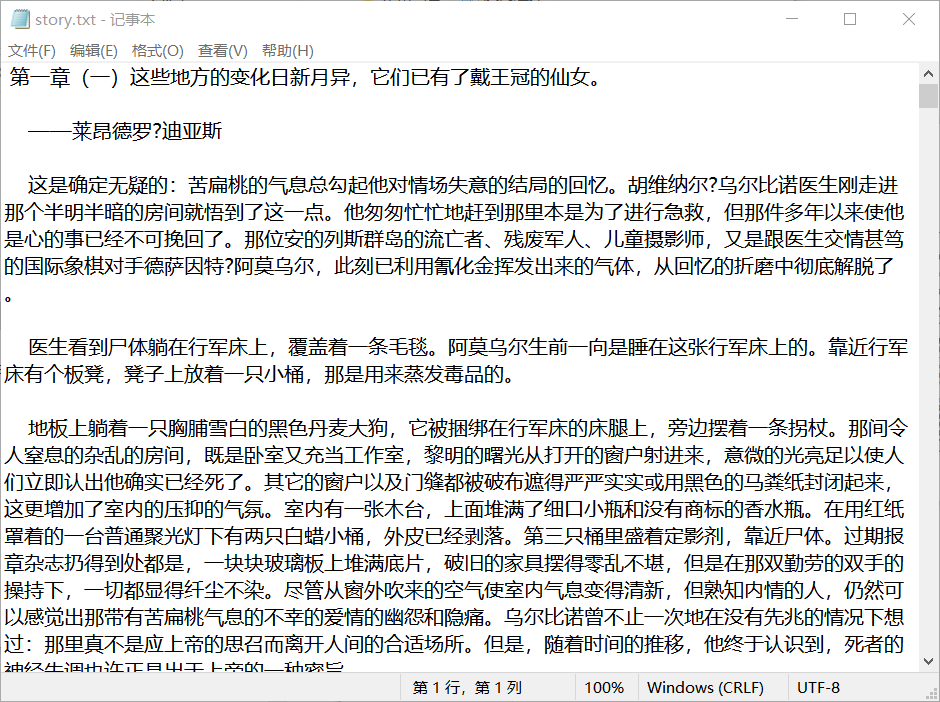 story.txt - 记事本
文件(F) 编辑(E) 格式(O) 查看(V) 帮助(H)
第一章（一）这些地方的变化日新月异，它们已有了戴王冠的仙女。
——莱昂德罗?迪亚斯
这是确定无疑的：苦扁桃的气息总勾起他对情场失意的结局的回忆。胡维纳尔?乌尔比诺医生刚走进
那个半明半暗的房间就悟到了这一点。他匆匆忙忙地赶到那里本是为了进行急救，但那件多年以来使他
是心的事已经不可挽回了。那位安的列斯群岛的流亡者、残废军人、儿童摄影师，又是跟医生交情甚笃
的国际象棋对手德萨因特?阿莫乌尔，此刻已利用氰化金挥发出来的气体，从回忆的折磨中彻底解脱了
。
医生看到尸体躺在行军床上，覆盖着一条毛毯。阿莫乌尔生前一向是睡在这张行军床上的。靠近行军
床有个板凳，凳子上放着一只小桶，那是用来蒸发毒品的。
地板上躺着一只胸脯雪白的黑色丹麦大狗，它被捆绑在行军床的床腿上，旁边摆着一条拐杖。那间令
人窒息的杂乱的房间，既是卧室又充当工作室，黎明的曙光从打开的窗户射进来，意微的光亮足以使人
们立即认出他确实已经死了。其它的窗户以及门缝都被破布遮得严严实实或用黑色的马粪纸封闭起来，
这更增加了室内的压抑的气氛。室内有一张木台，上面堆满了细口小瓶和没有商标的香水瓶。在用红纸
罩着的一台普通聚光灯下有两只白蜡小桶，外皮已经剥落。第三只桶里盛着定影剂，靠近尸体。过期报
章杂志扔得到处都是，一块块玻璃板上堆满底片，破旧的家具摆得零乱不堪，但是在那双勤劳的双手的
操持下，一切都显得纤尘不染。尽管从窗外吹来的空气使室内气息变得清新，但熟知内情的人，仍然可
以感觉出那带有苦扁桃气息的不幸的爱情的幽怨和隐痛。乌尔比诺曾不止一次地在没有先兆的情况下想
过：那里真不是应上帝的思召而离开人间的合适场所。但是，随着时间的推移，他终于认识到，死者的
神经失调也许正是出于上帝的一种密旨
第 1 行，第 1 列 100% Windows (CRLF) UTF-8